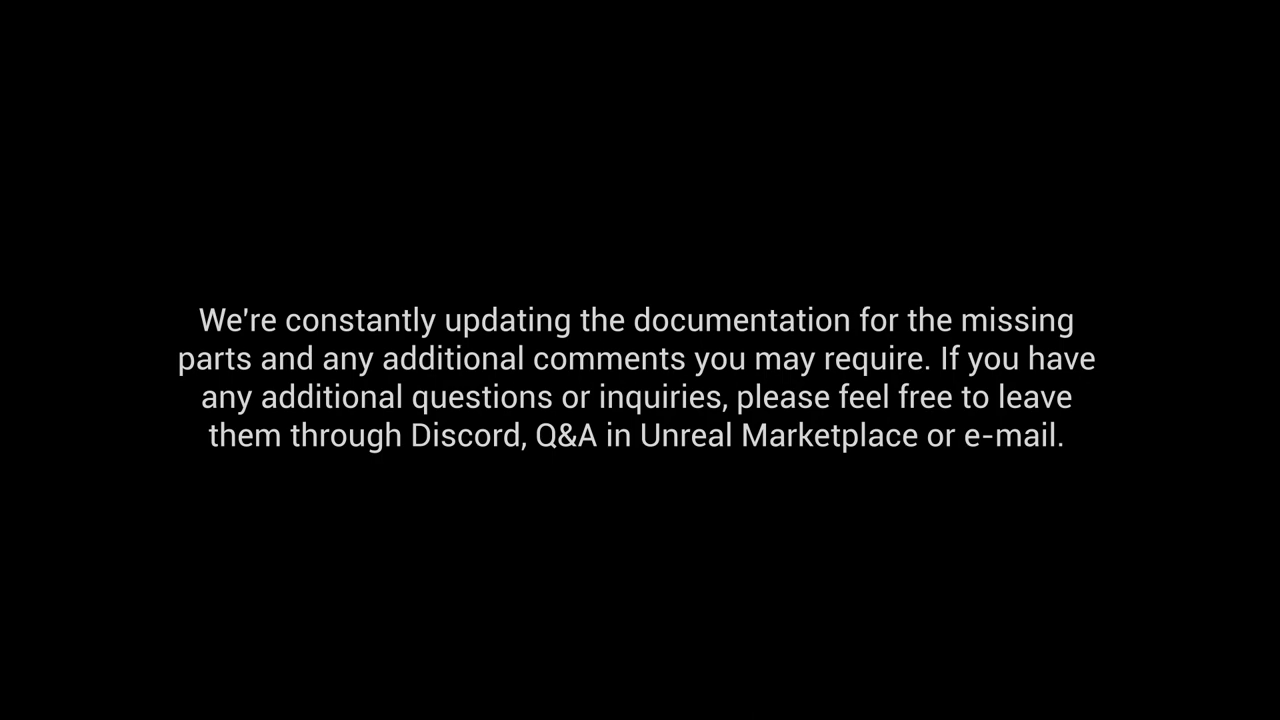 We're constantly updating the documentation for the missing
parts and any additional comments you may require. If you have
any additional questions or inquiries, please feel free to leave
them through Discord, Q&A in Unreal Marketplace or e-mail.